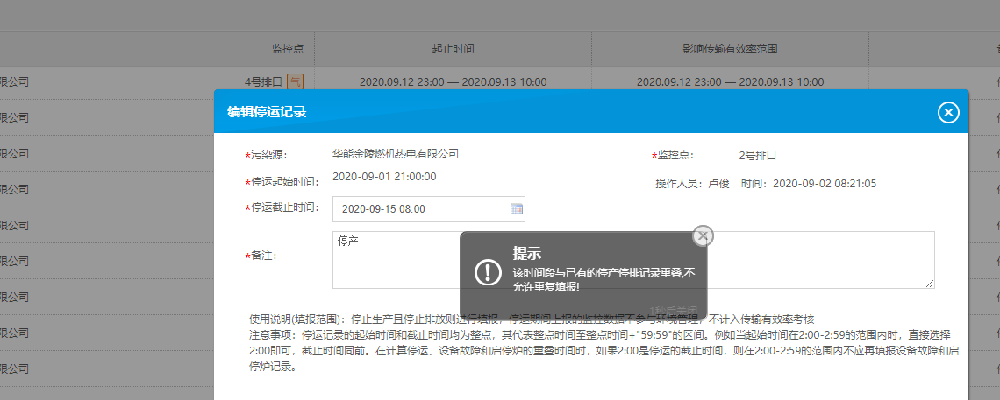 监控点 起止时间 影响传输有效率范围
限公司 4号排口 气 2020.09.12 23:00 — 2020.09.13 10:00 2020.09.12 23:00 — 2020.09.13 10:00
限公司
限公司
限公司
限公司
限公司
限公司
限公司
限公司
编辑停运记录
*污染源： 华能金陵燃机热电有限公司 *监控点： 2号排口
*停运起始时间： 2020-09-01 21:00:00 操作人员：卢俊 时间：2020-09-02 08:21:05
*停运截止时间： 2020-09-15 08:00
*备注： 停产
提示
该时间段与已有的停产停排记录重叠,不
允许重复填报!
1秒后关闭
使用说明(填报范围)：停止生产且停止排放则进行填报，停运期间上报的监控数据不参与环境管理，不计入传输有效率考核
注意事项：停运记录的起始时间和截止时间均为整点，其代表整点时间至整点时间+"59:59"的区间。例如当起始时间在2:00-2:59的范围内时，直接选择
2:00即可，截止时间同前。在计算停运、设备故障和启停炉的重叠时间时，如果2:00是停运的截止时间，则在2:00-2:59的范围内不应再填报设备故障和启
停炉记录。